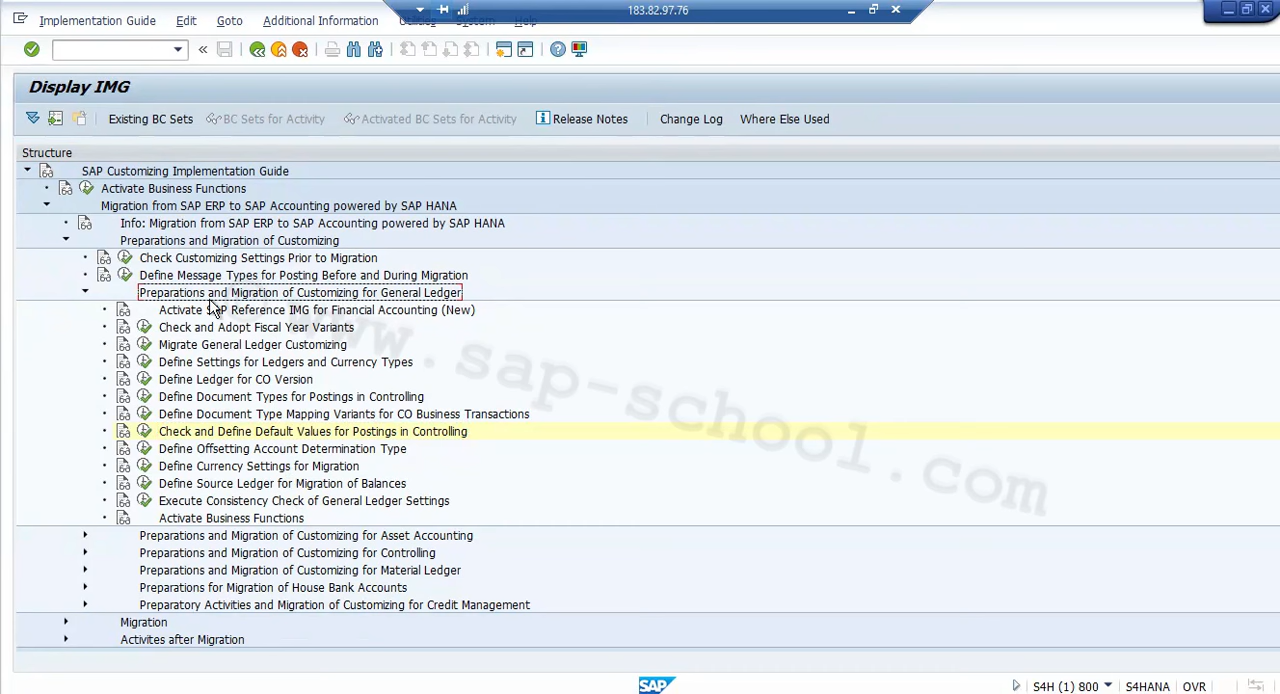 183.82.97.76
Implementation Guide Edit Goto Additional Information Utilities System Help
Display IMG
Existing BC Sets BC Sets for Activity Activated BC Sets for Activity Release Notes Change Log Where Else Used
Structure
SAP Customizing Implementation Guide
Activate Business Functions
Migration from SAP ERP to SAP Accounting powered by SAP HANA
Info: Migration from SAP ERP to SAP Accounting powered by SAP HANA
Preparations and Migration of Customizing
Check Customizing Settings Prior to Migration
Define Message Types for Posting Before and During Migration
Preparations and Migration of Customizing for General Ledger
Activate SAP Reference IMG for Financial Accounting (New)
Check and Adopt Fiscal Year Variants
Migrate General Ledger Customizing
Define Settings for Ledgers and Currency Types
Define Ledger for CO Version
Define Document Types for Postings in Controlling
Define Document Type Mapping Variants for CO Business Transactions
Check and Define Default Values for Postings in Controlling
Define Offsetting Account Determination Type
Define Currency Settings for Migration
Define Source Ledger for Migration of Balances
Execute Consistency Check of General Ledger Settings
Activate Business Functions
Preparations and Migration of Customizing for Asset Accounting
Preparations and Migration of Customizing for Controlling
Preparations and Migration of Customizing for Material Ledger
Preparations for Migration of House Bank Accounts
Preparatory Activities and Migration of Customizing for Credit Management
Migration
Activites after Migration
www.sap-school.com
SAP S4H (1) 800 S4HANA OVR